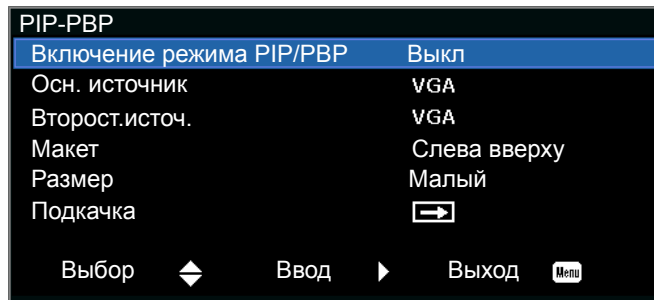 PIP-PBP
Включение режима PIP/PBP Выкл
Осн. источник VGA
Второст.источ. VGA
Макет Слева вверху
Размер Малый
Подкачка
Выбор Ввод Выход Menu